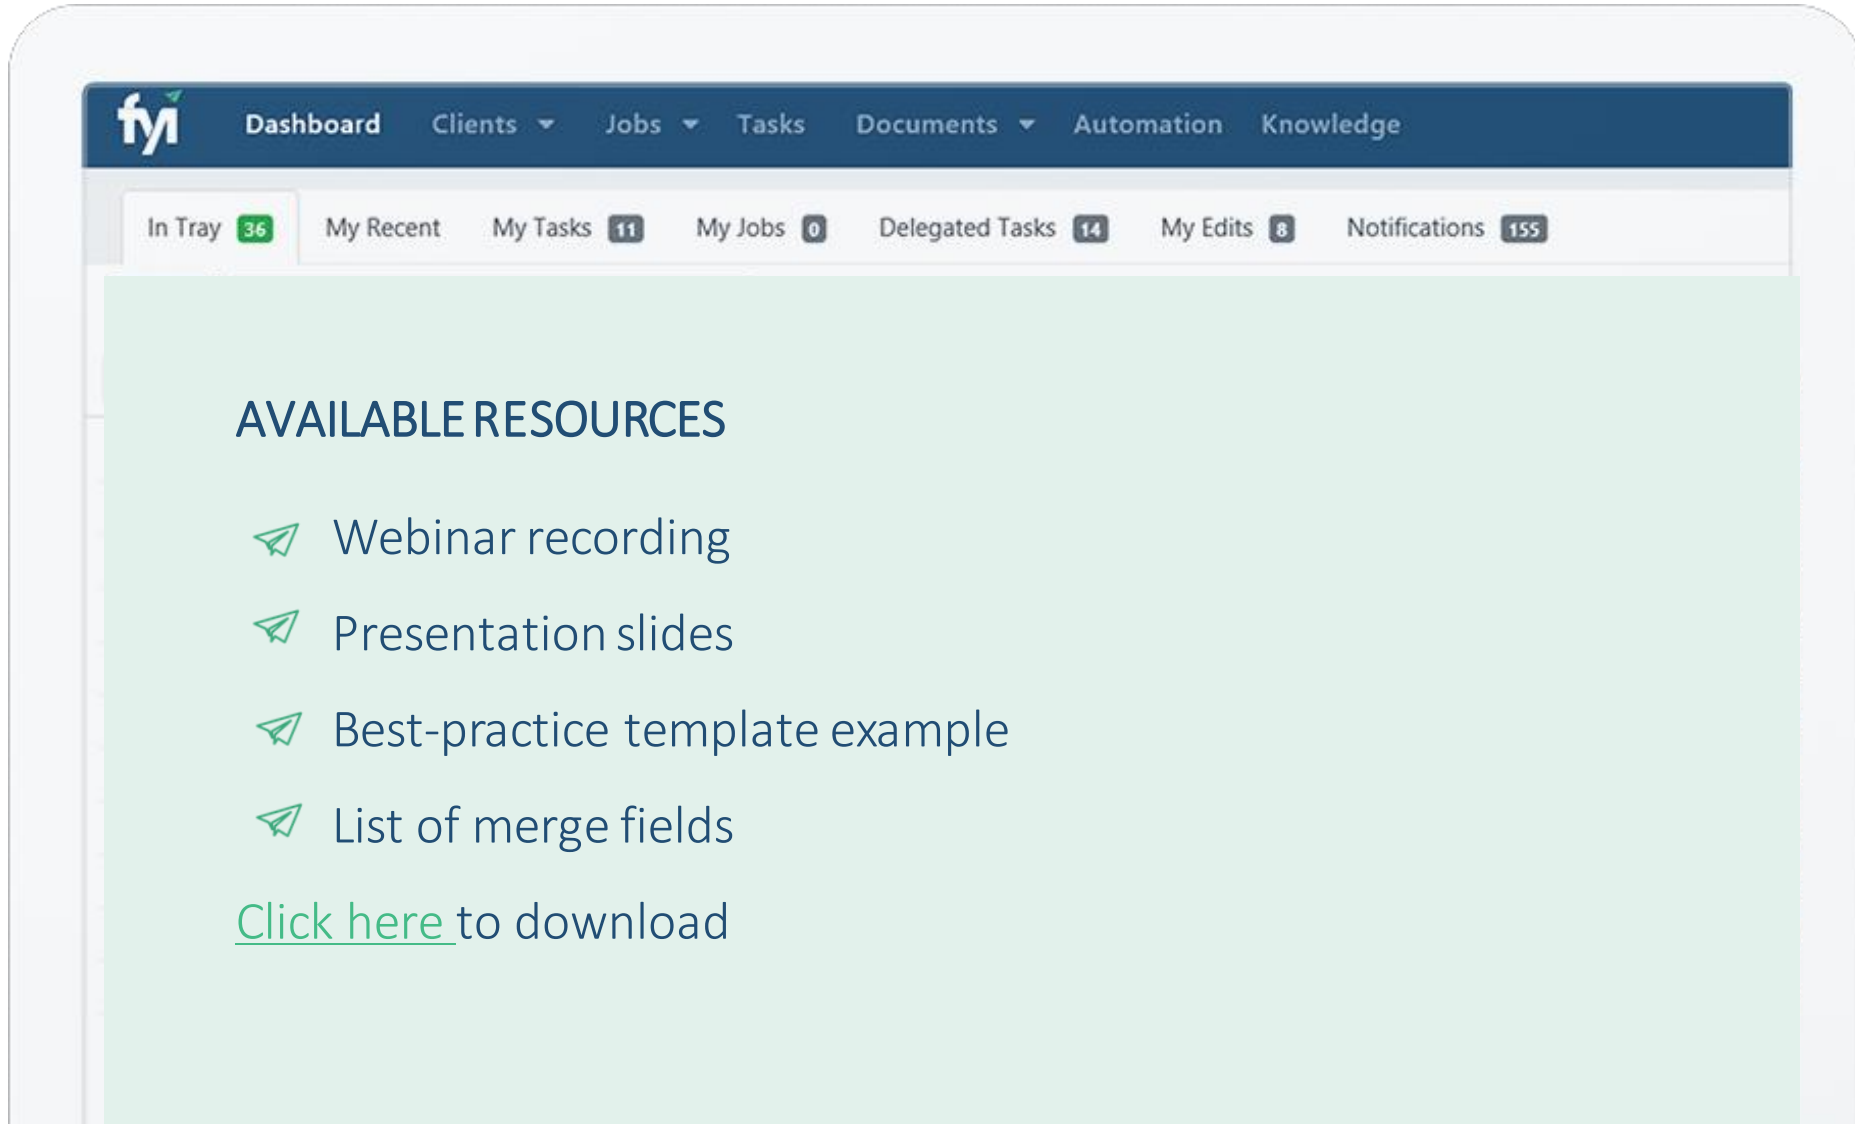 fyi Dashboard Clients Jobs Tasks Documents Automation Knowledge
In Tray 36 My Recent My Tasks 11 My Jobs 0 Delegated Tasks 14 My Edits 8 Notifications 155
AVAILABLE RESOURCES
Webinar recording
Presentation slides
Best-practice template example
List of merge fields
Click here to download